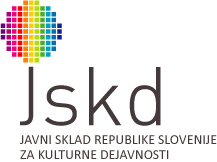 Jskd
JAVNI SKLAD REPUBLIKE SLOVENIJE
ZA KULTURNE DEJAVNOSTI